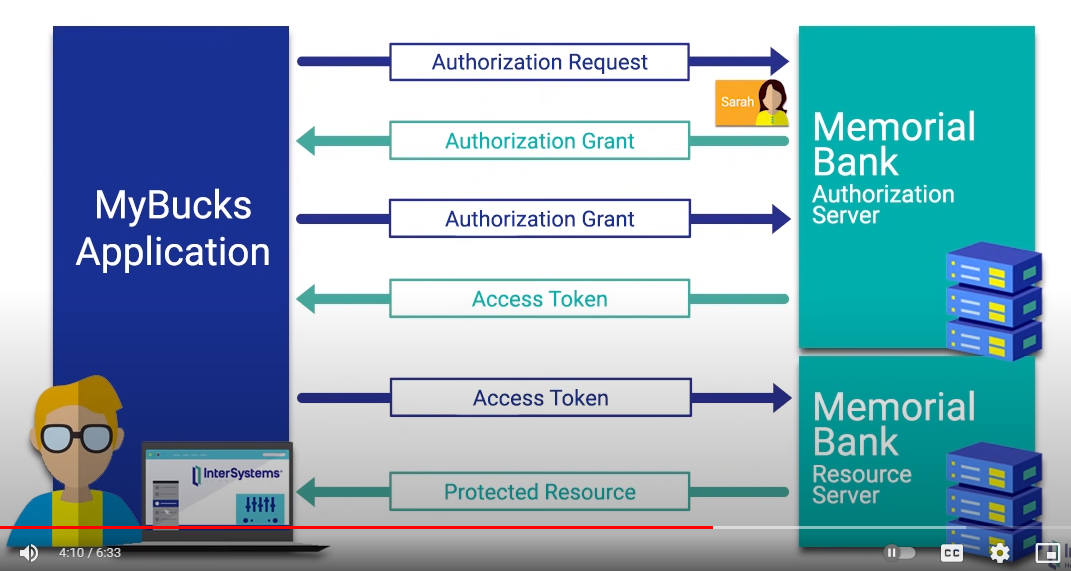 Authorization Request
Sarah
Authorization Grant
Memorial
Bank
Authorization
Server
MyBucks
Application
Authorization Grant
Access Token
Access Token
Memorial
Bank
Resource
Server
InterSystems
Protected Resource
4:10 / 6:33
CC